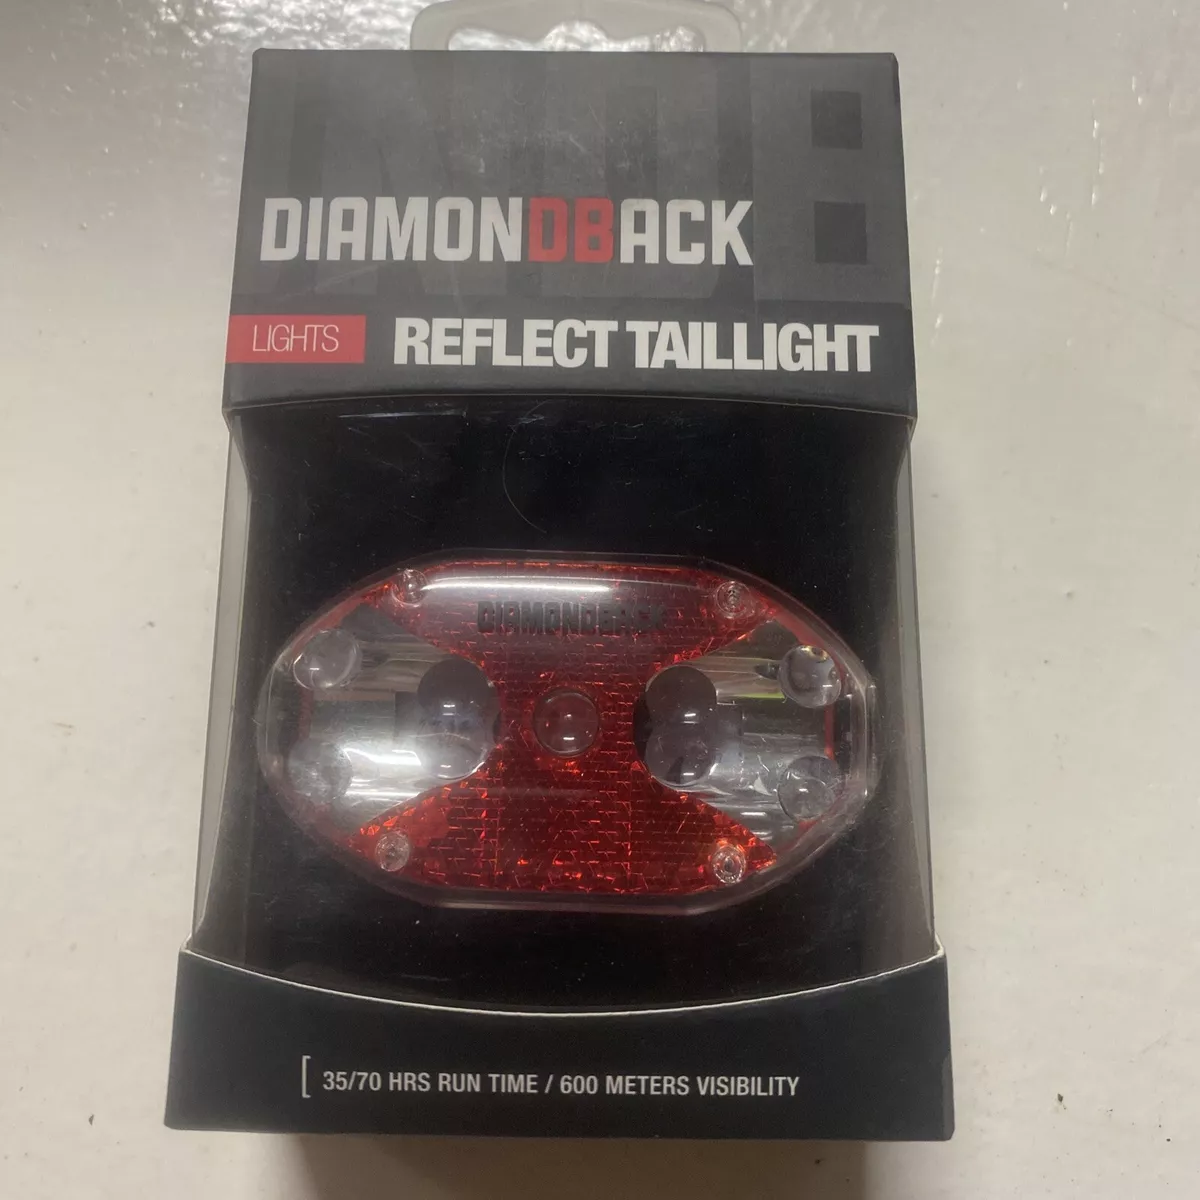 DIAMONDBACK
LIGHTS REFLECT TAILLIGHT
DIAMONDBACK
[ 35/70 HRS RUN TIME / 600 METERS VISIBILITY